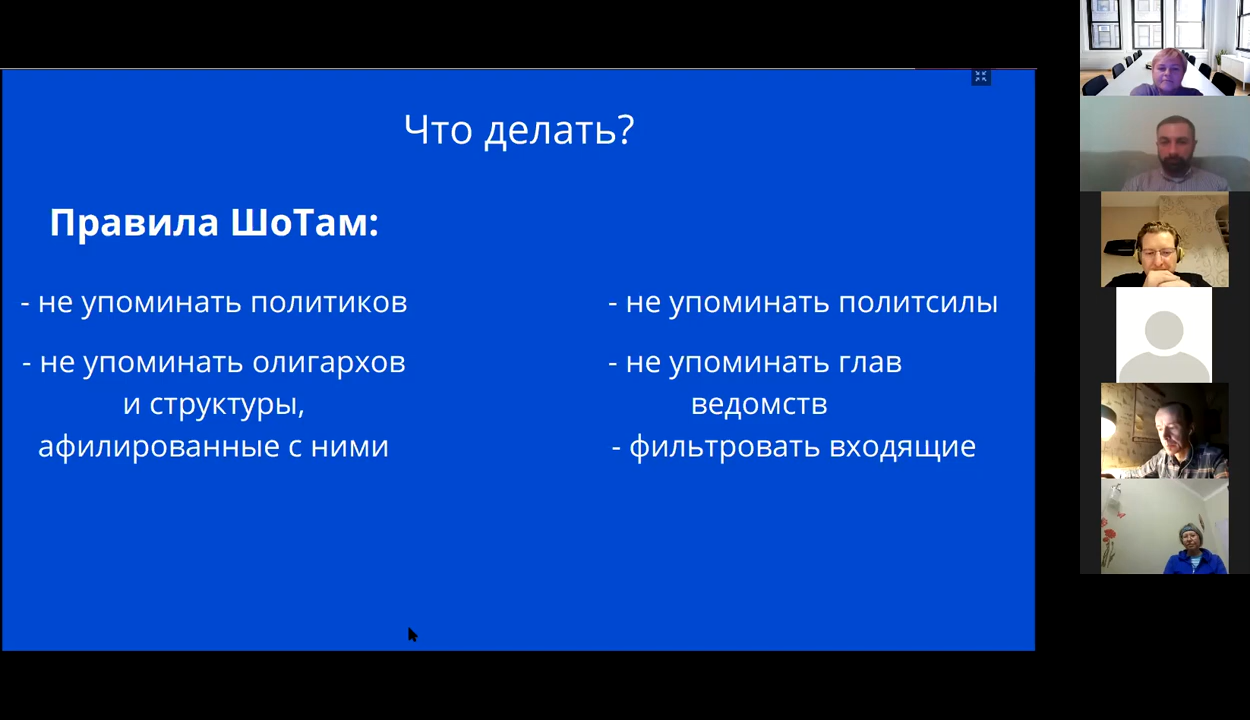 Что делать?
Правила ШоТам:
- не упоминать политиков
- не упоминать олигархов
и структуры,
афилированные с ними
- не упоминать политсилы
- не упоминать глав
ведомств
- фильтровать входящие